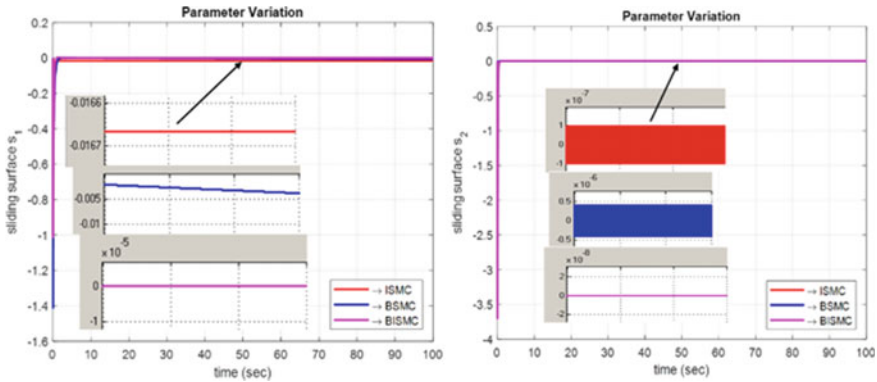 Parameter Variation
sliding surface s1
0.2
0
-0.2
-0.4
-0.6
-0.8
-1
-1.2
-1.4
-1.6
-0.0166
-0.0167
-0.005
-0.01
x 10-5
0
-1
→ ISMC
→ BSMC
→ BISMC
0 10 20 30 40 50 60 70 80 90 100
time (sec)
Parameter Variation
sliding surface s2
0.5
0
-0.5
-1
-1.5
-2
-2.5
-3
-3.5
-4
x 10-7
1
0
-1
x 10-6
0.5
0
-0.5
x 10-8
2
0
-2
→ ISMC
→ BSMC
→ BISMC
0 10 20 30 40 50 60 70 80 90 100
time (sec)